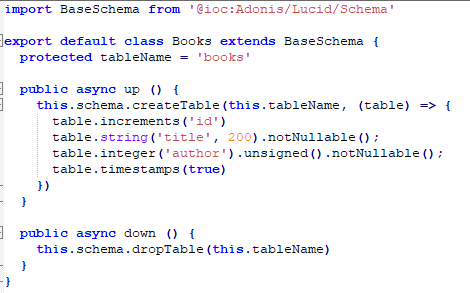 import BaseSchema from '@ioc:Adonis/Lucid/Schema'
export default class Books extends BaseSchema {
protected tableName = 'books'
public async up () {
this.schema.createTable(this.tableName, (table) => {
table.increments('id')
table.string('title', 200).notNullable();
table.integer('author').unsigned().notNullable();
table.timestamps(true)
})
}
public async down () {
this.schema.dropTable(this.tableName)
}
}